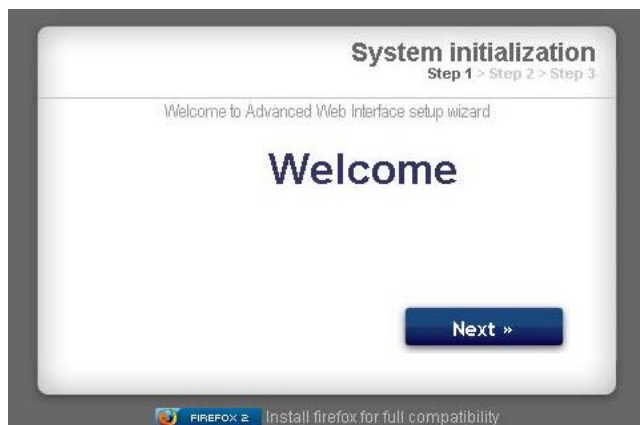 System initialization
Step 1 > Step 2 > Step 3
Welcome to Advanced Web Interface setup wizard
Welcome
Next »
FIREFOX 2 Install firefox for full compatibility